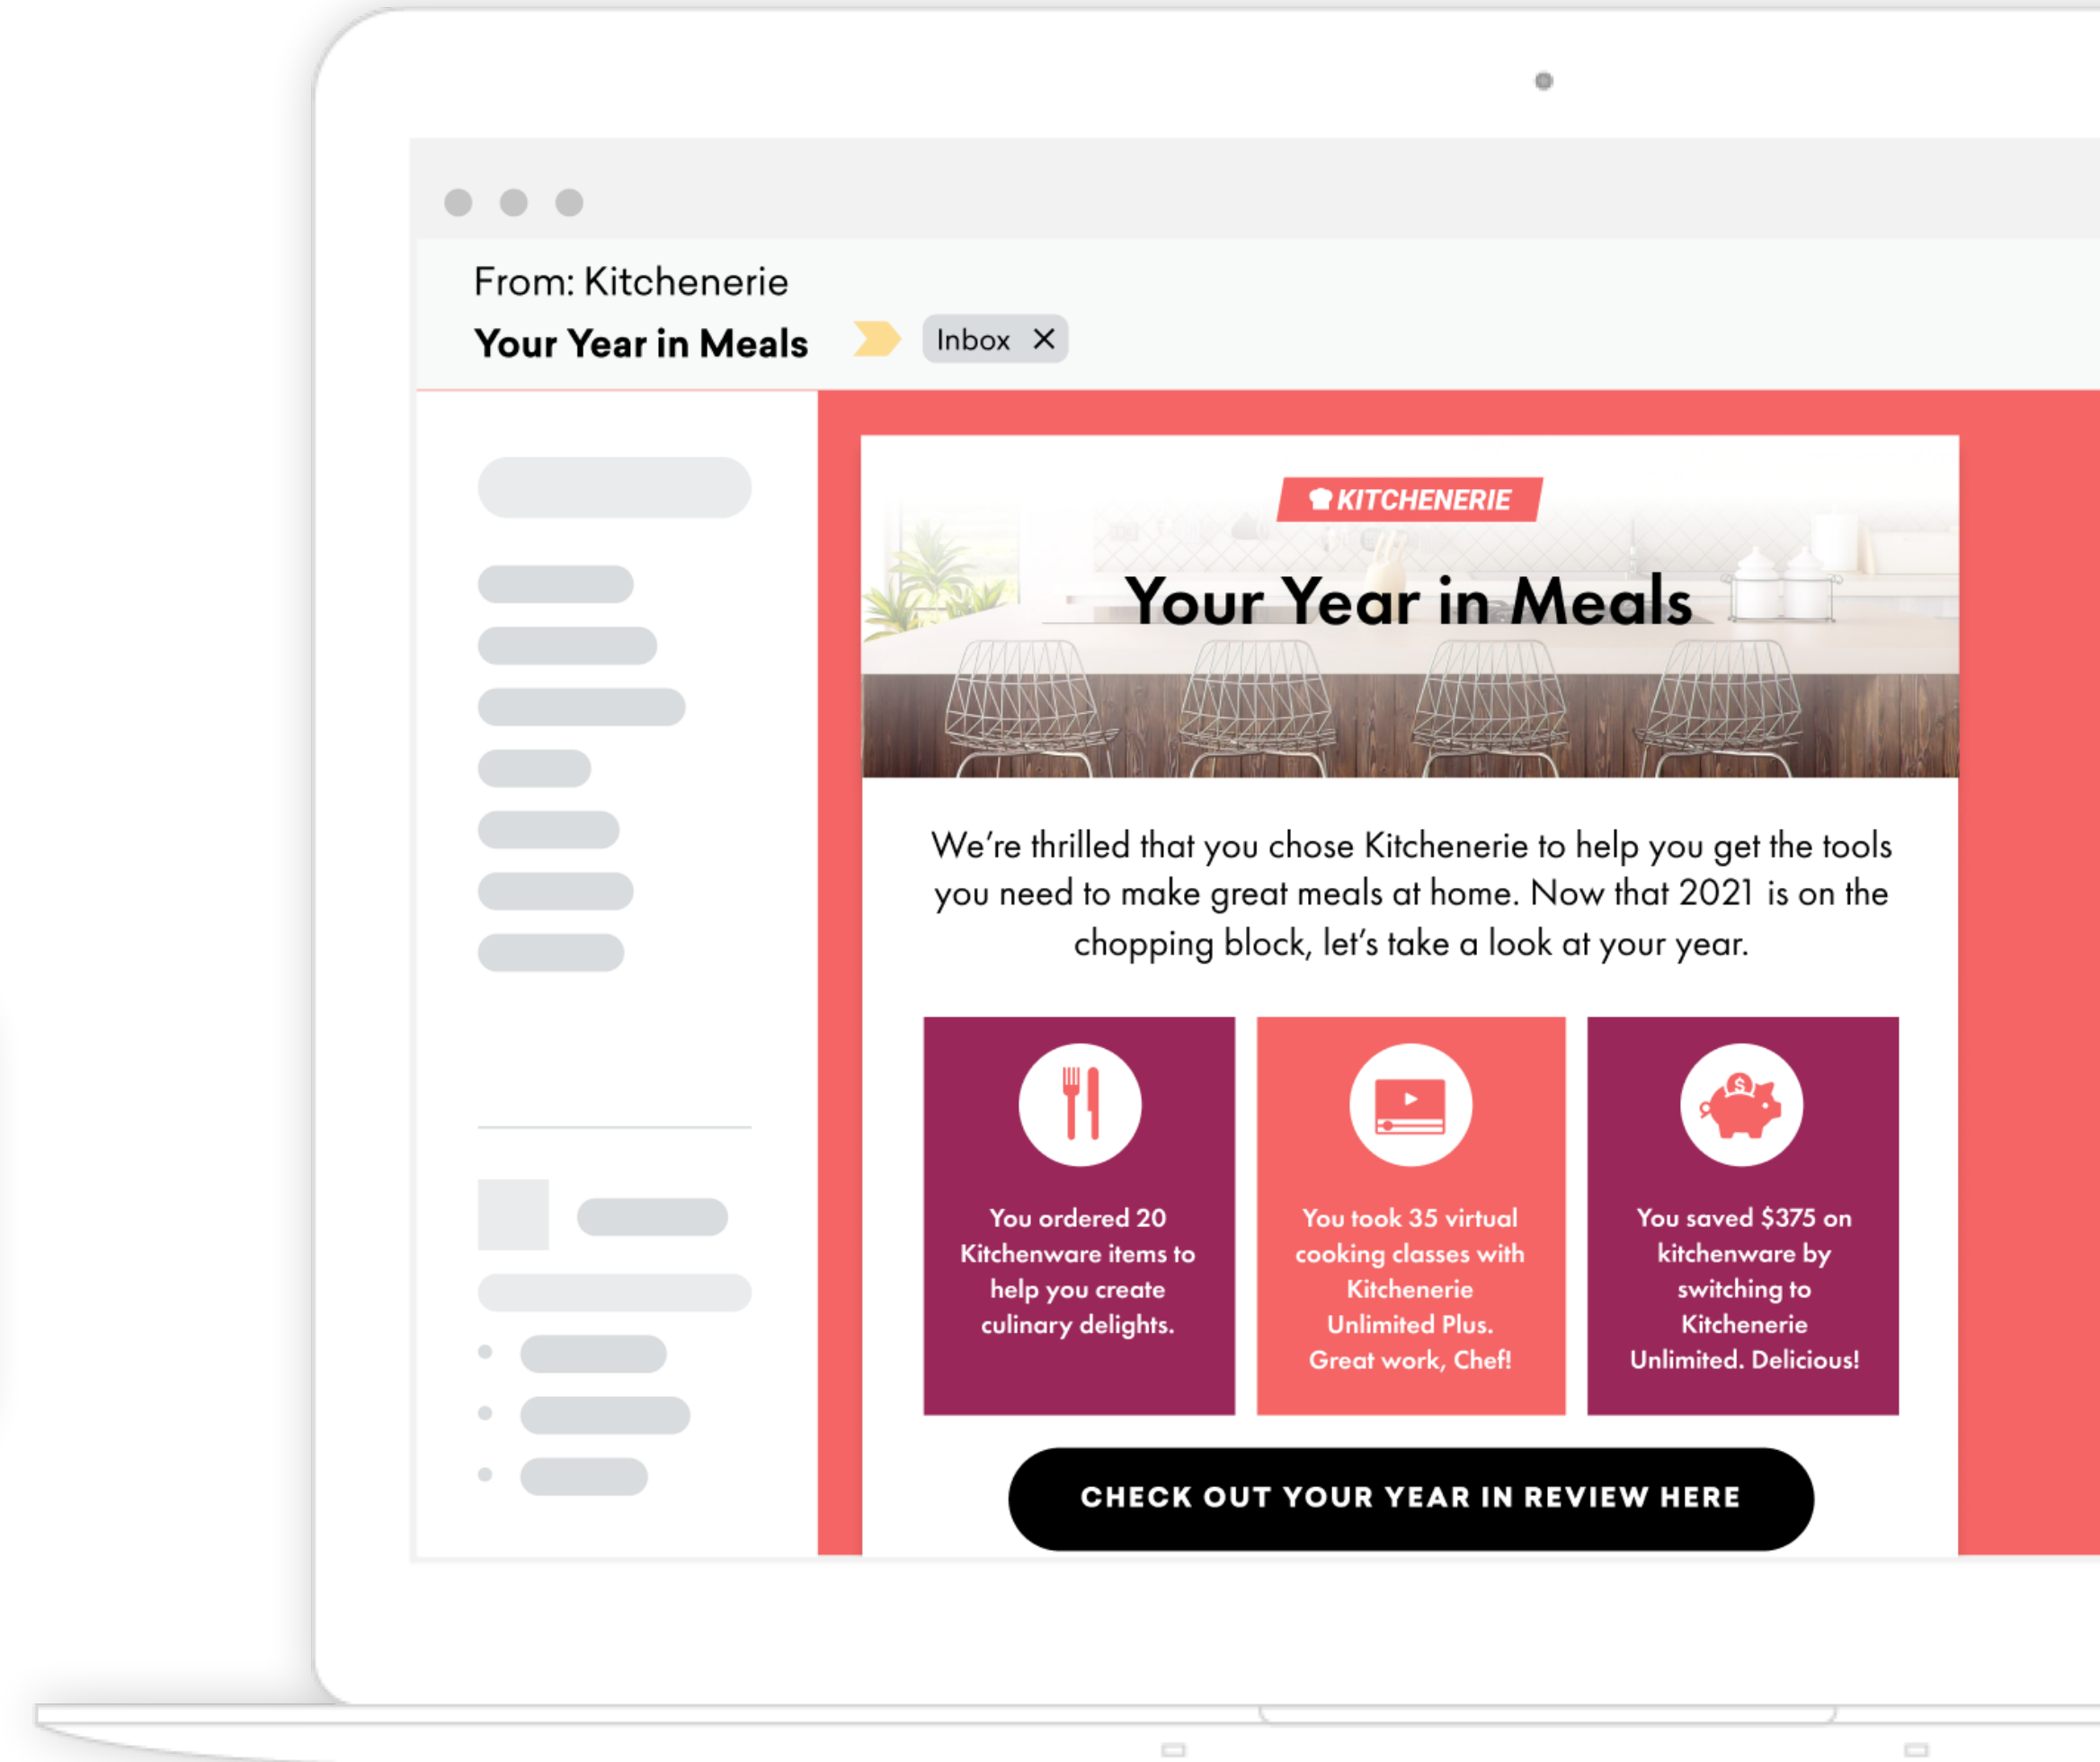 From: Kitchenerie
Your Year in Meals
Inbox
KITCHENERIE
Your Year in Meals
We're thrilled that you chose Kitchenerie to help you get the tools
you need to make great meals at home. Now that 2021 is on the
chopping block, let's take a look at your year.
You ordered 20
Kitchenware items to
help you create
culinary delights.
You took 35 virtual
cooking classes with
Kitchenerie
Unlimited Plus.
Great work, Chef!
You saved $375 on
kitchenware by
switching to
Kitchenerie
Unlimited. Delicious!
CHECK OUT YOUR YEAR IN REVIEW HERE